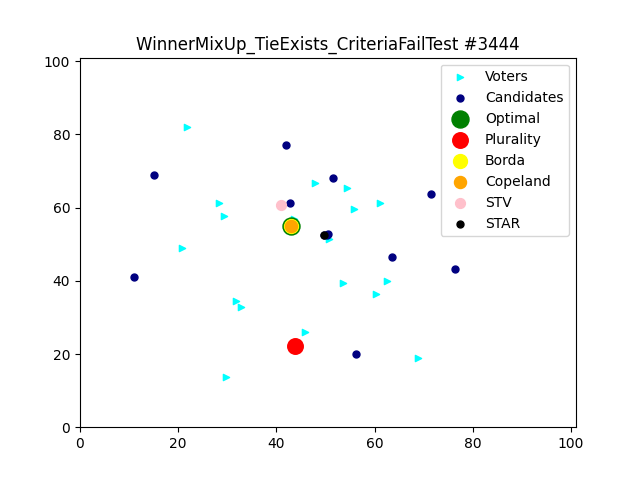 WinnerMixUp_TieExists_CriteriaFailTest #3444
100
80
60
40
20
0
0 20 40 60 80 100
Voters
Candidates
Optimal
Plurality
Borda
Copeland
STV
STAR